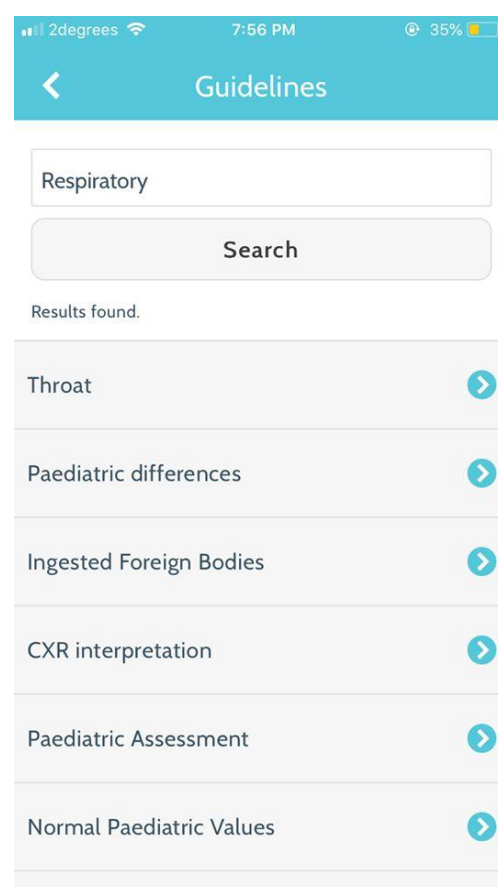 2degrees 7:56 PM 35%
Guidelines
Respiratory
Search
Results found.
Throat
Paediatric differences
Ingested Foreign Bodies
CXR interpretation
Paediatric Assessment
Normal Paediatric Values